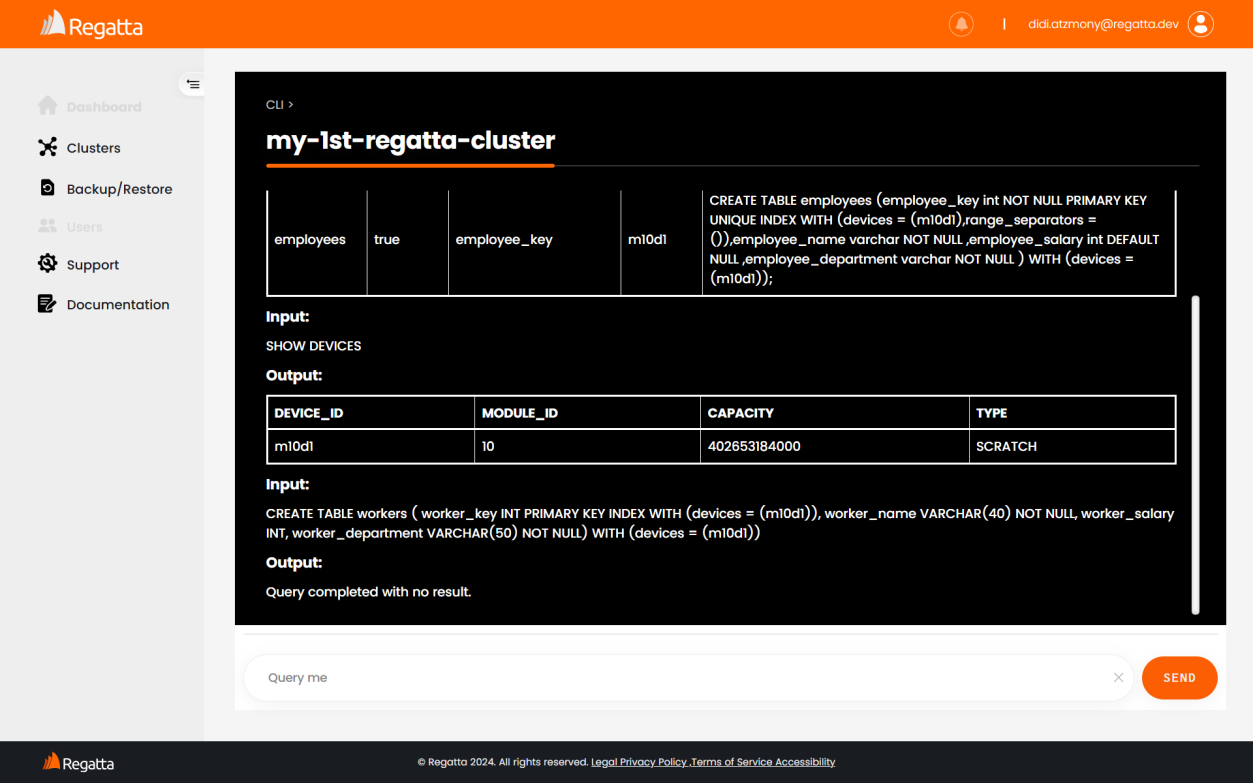 Regatta
didi.atzmony@regatta.dev
Dashboard
Clusters
Backup/Restore
Users
Support
Documentation
CLI >
my-1st-regatta-cluster
employees true employee_key m10d1
CREATE TABLE employees (employee_key int NOT NULL PRIMARY KEY
UNIQUE INDEX WITH (devices = (m10d1),range_separators =
()),employee_name varchar NOT NULL ,employee_salary int DEFAULT
NULL ,employee_department varchar NOT NULL ) WITH (devices =
(m10d1));
Input:
SHOW DEVICES
Output:
DEVICE_ID MODULE_ID CAPACITY TYPE
m10d1 10 402653184000 SCRATCH
Input:
CREATE TABLE workers ( worker_key INT PRIMARY KEY INDEX WITH (devices = (m10d1)), worker_name VARCHAR(40) NOT NULL, worker_salary
INT, worker_department VARCHAR(50) NOT NULL) WITH (devices = (m10d1))
Output:
Query completed with no result.
Query me
SEND
Regatta
© Regatta 2024. All rights reserved. Legal Privacy Policy ,Terms of Service Accessibility